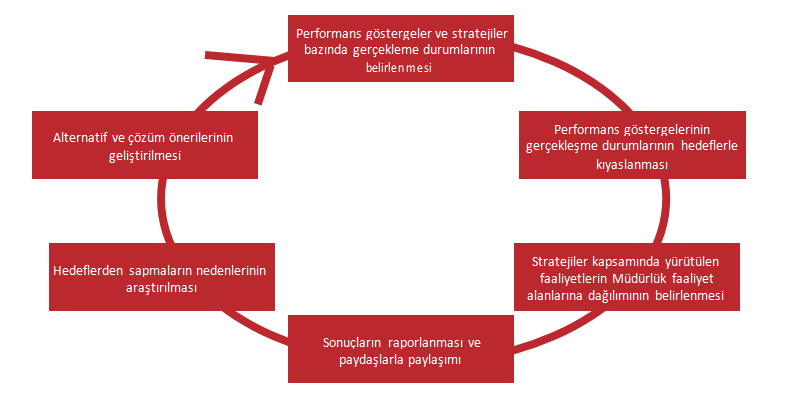 Performans göstergeler ve stratejiler
bazında gerçekleme durumlarının
belirlenmesi
Performans göstergelerinin
gerçekleşme durumlarının hedeflerle
kıyaslanması
Stratejiler kapsamında yürütülen
faaliyetlerin Müdürlük faaliyet
alanlarına dağılımının belirlenmesi
Sonuçların raporlanması ve
paydaşlarla paylaşımı
Hedeflerden sapmaların nedenlerinin
araştırılması
Alternatif ve çözüm önerilerinin
geliştirilmesi